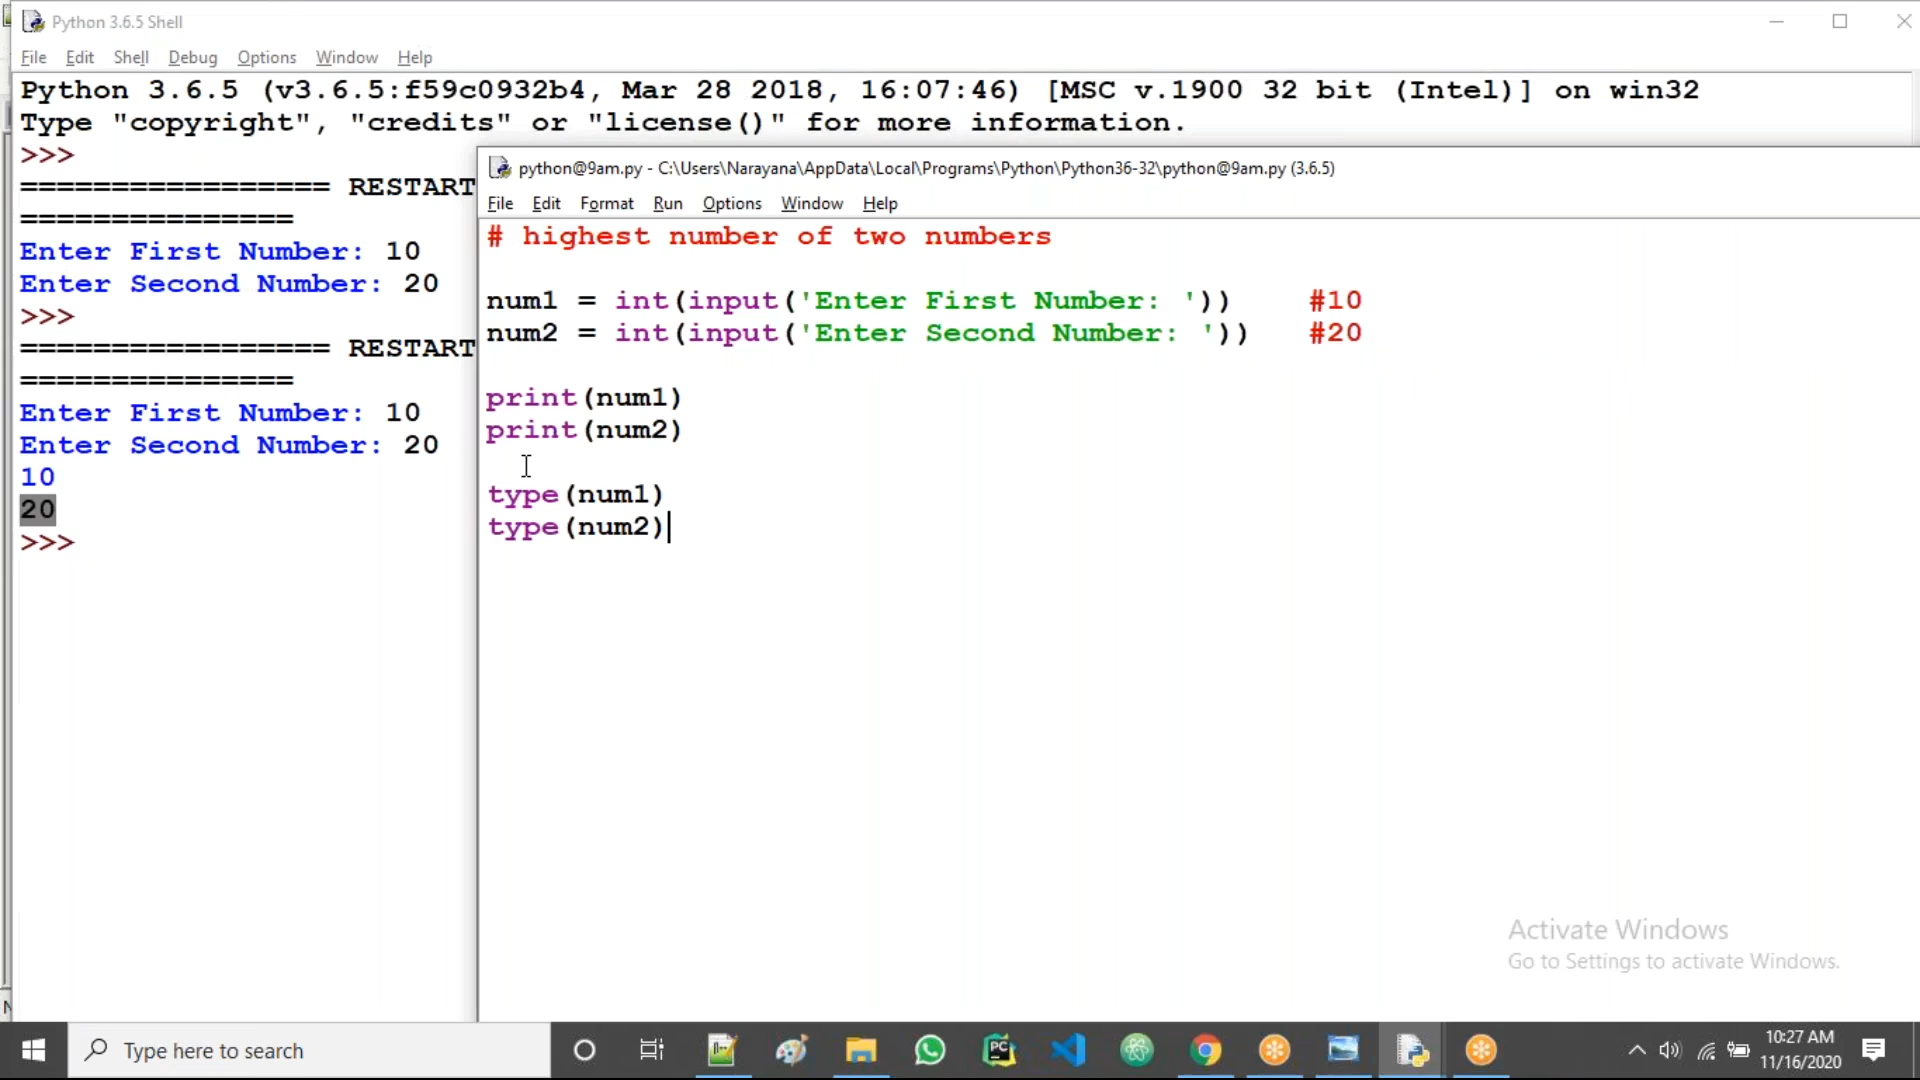 Python 3.6.5 Shell
File Edit Shell Debug Options Window Help
Python 3.6.5 (v3.6.5:f59c0932b4, Mar 28 2018, 16:07:46) [MSC v.1900 32 bit (Intel)] on win32
Type "copyright", "credits" or "license()" for more information.
>>>
================= RESTART
===============
Enter First Number: 10
Enter Second Number: 20
>>>
================= RESTART
===============
Enter First Number: 10
Enter Second Number: 20
10
20
>>>
python@9am.py - C:\Users\Narayana\AppData\Local\Programs\Python\Python36-32\python@9am.py (3.6.5)
File Edit Format Run Options Window Help
# highest number of two numbers
num1 = int(input('Enter First Number: ')) #10
num2 = int(input('Enter Second Number: ')) #20
print(num1)
print(num2)
type(num1)
type(num2)
Activate Windows
Go to Settings to activate Windows.
Type here to search
PC
10:27 AM
11/16/2020